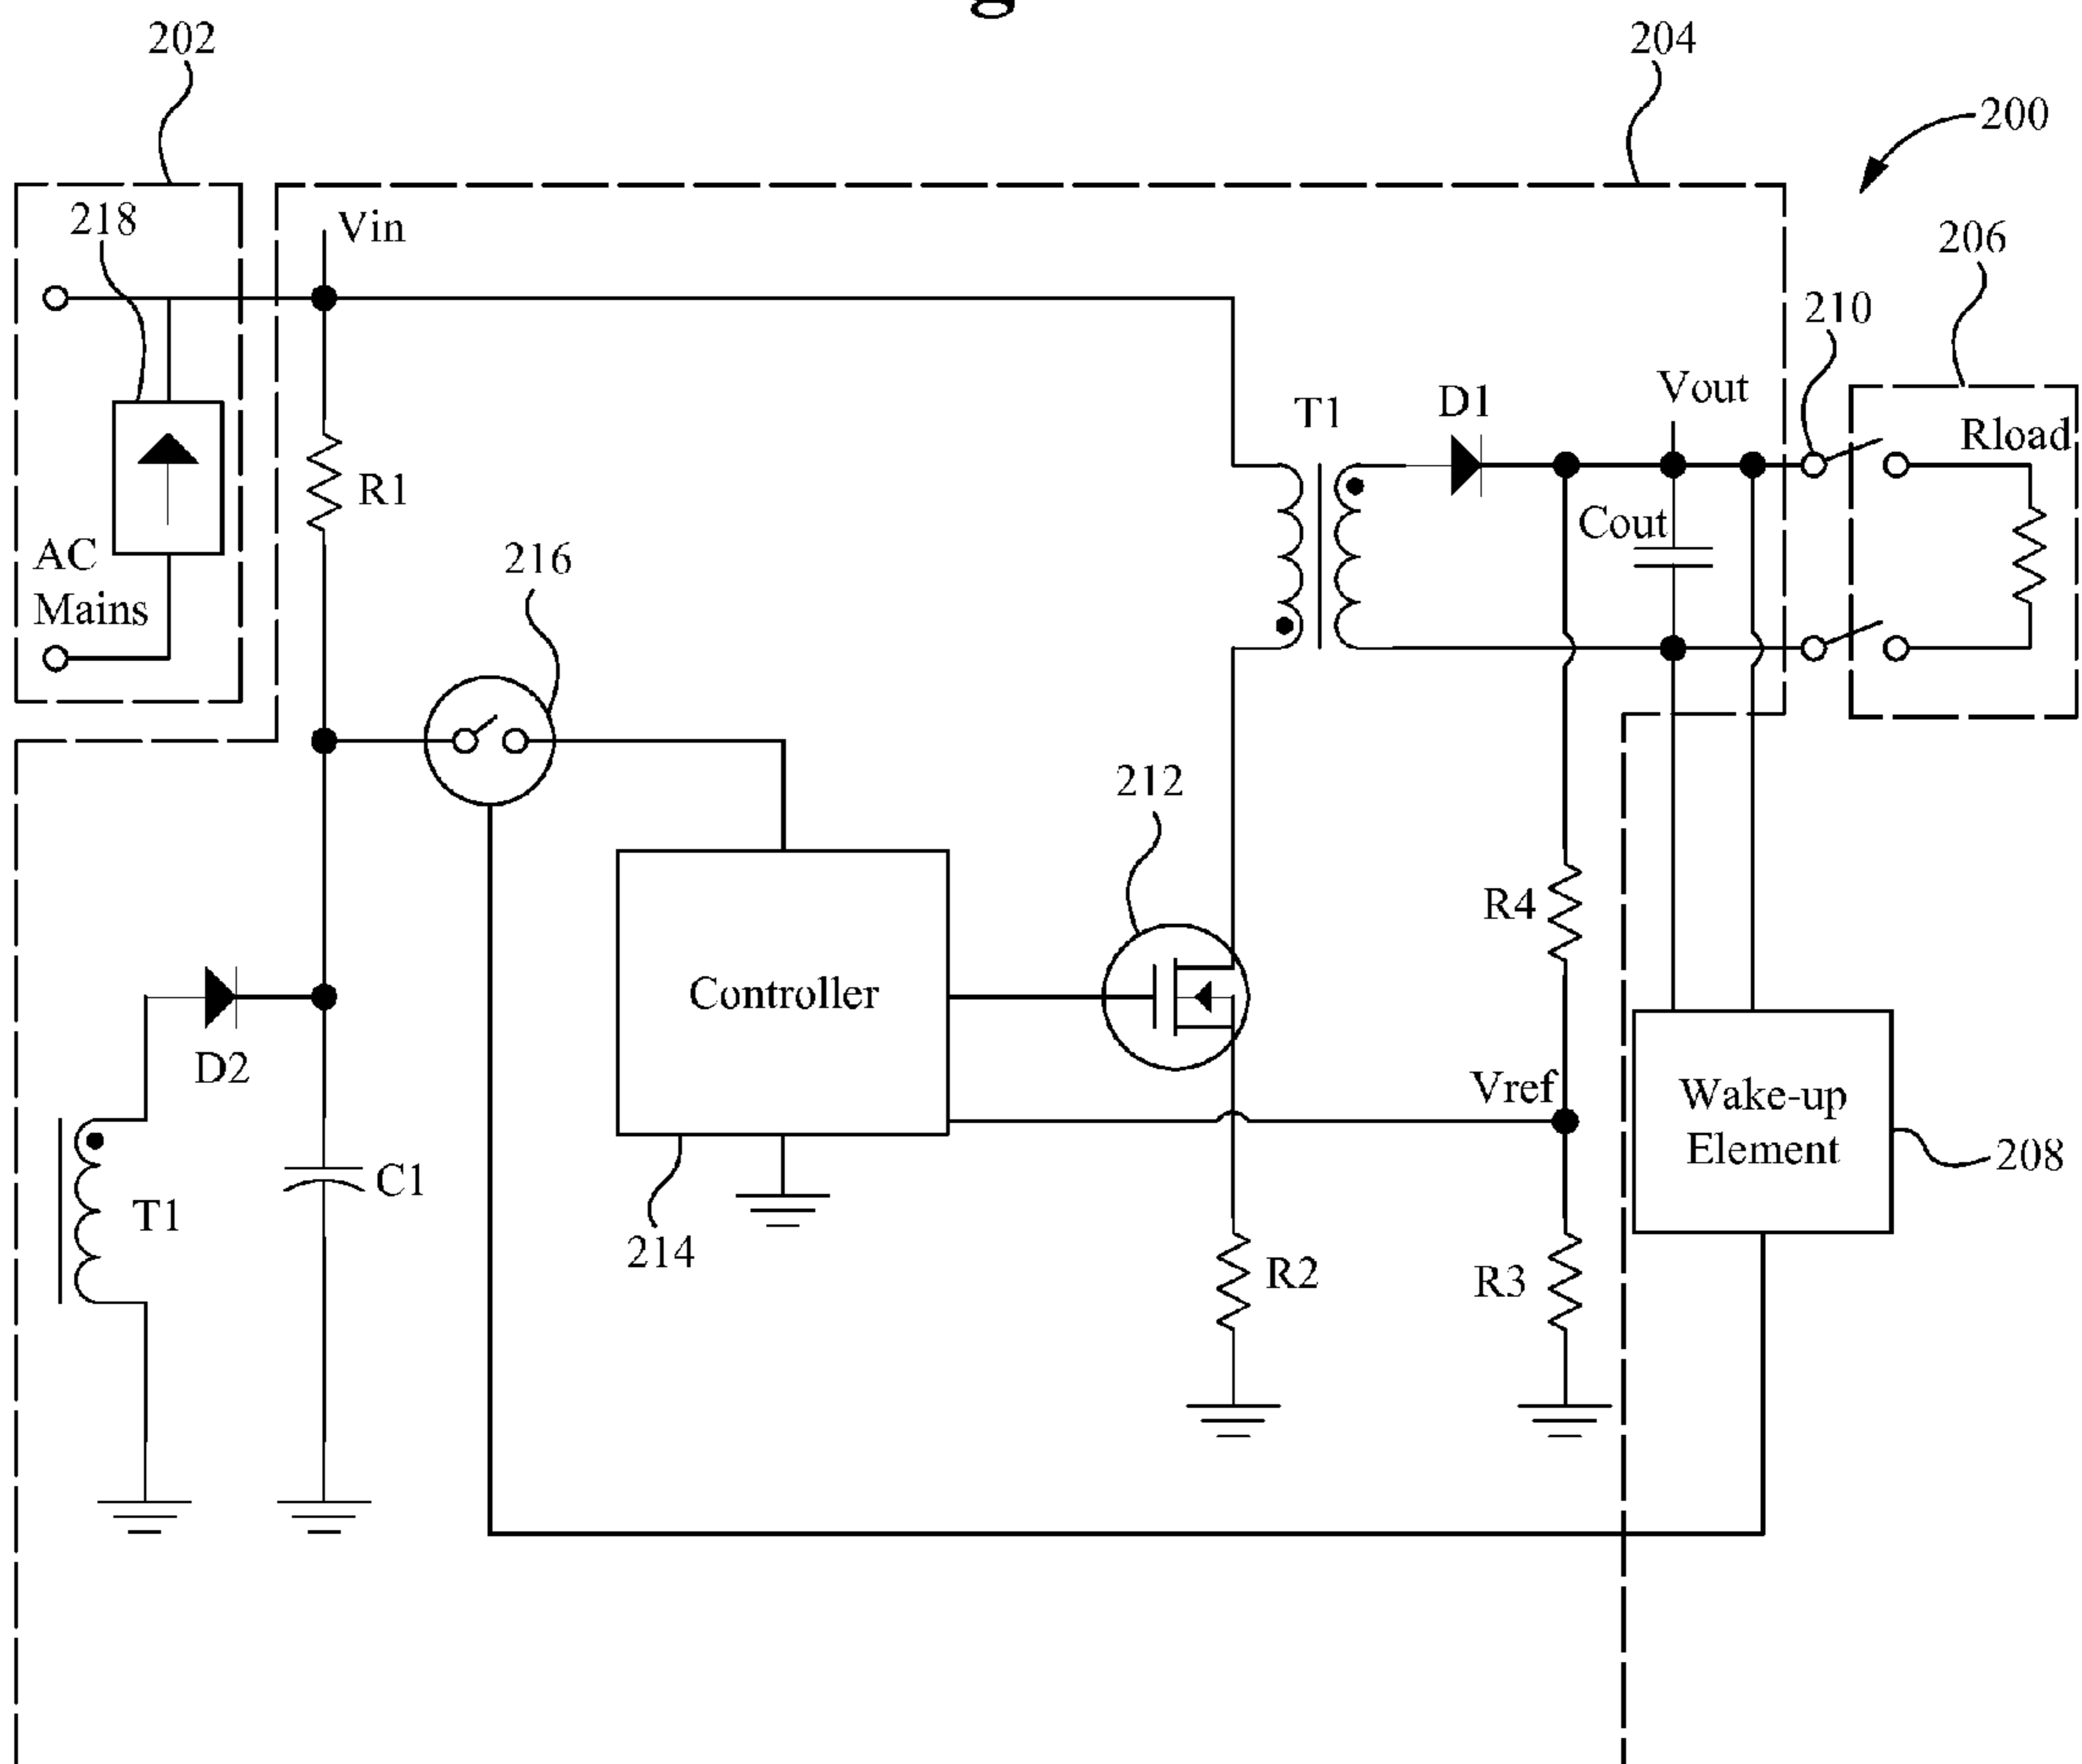 g
202
204
200
218
Vin
206
210
Vout
T1
D1
Rload
R1
Cout
AC
Mains
216
212
R4
Controller
D2
Vref
Wake-up
Element
208
C1
T1
214
R2
R3